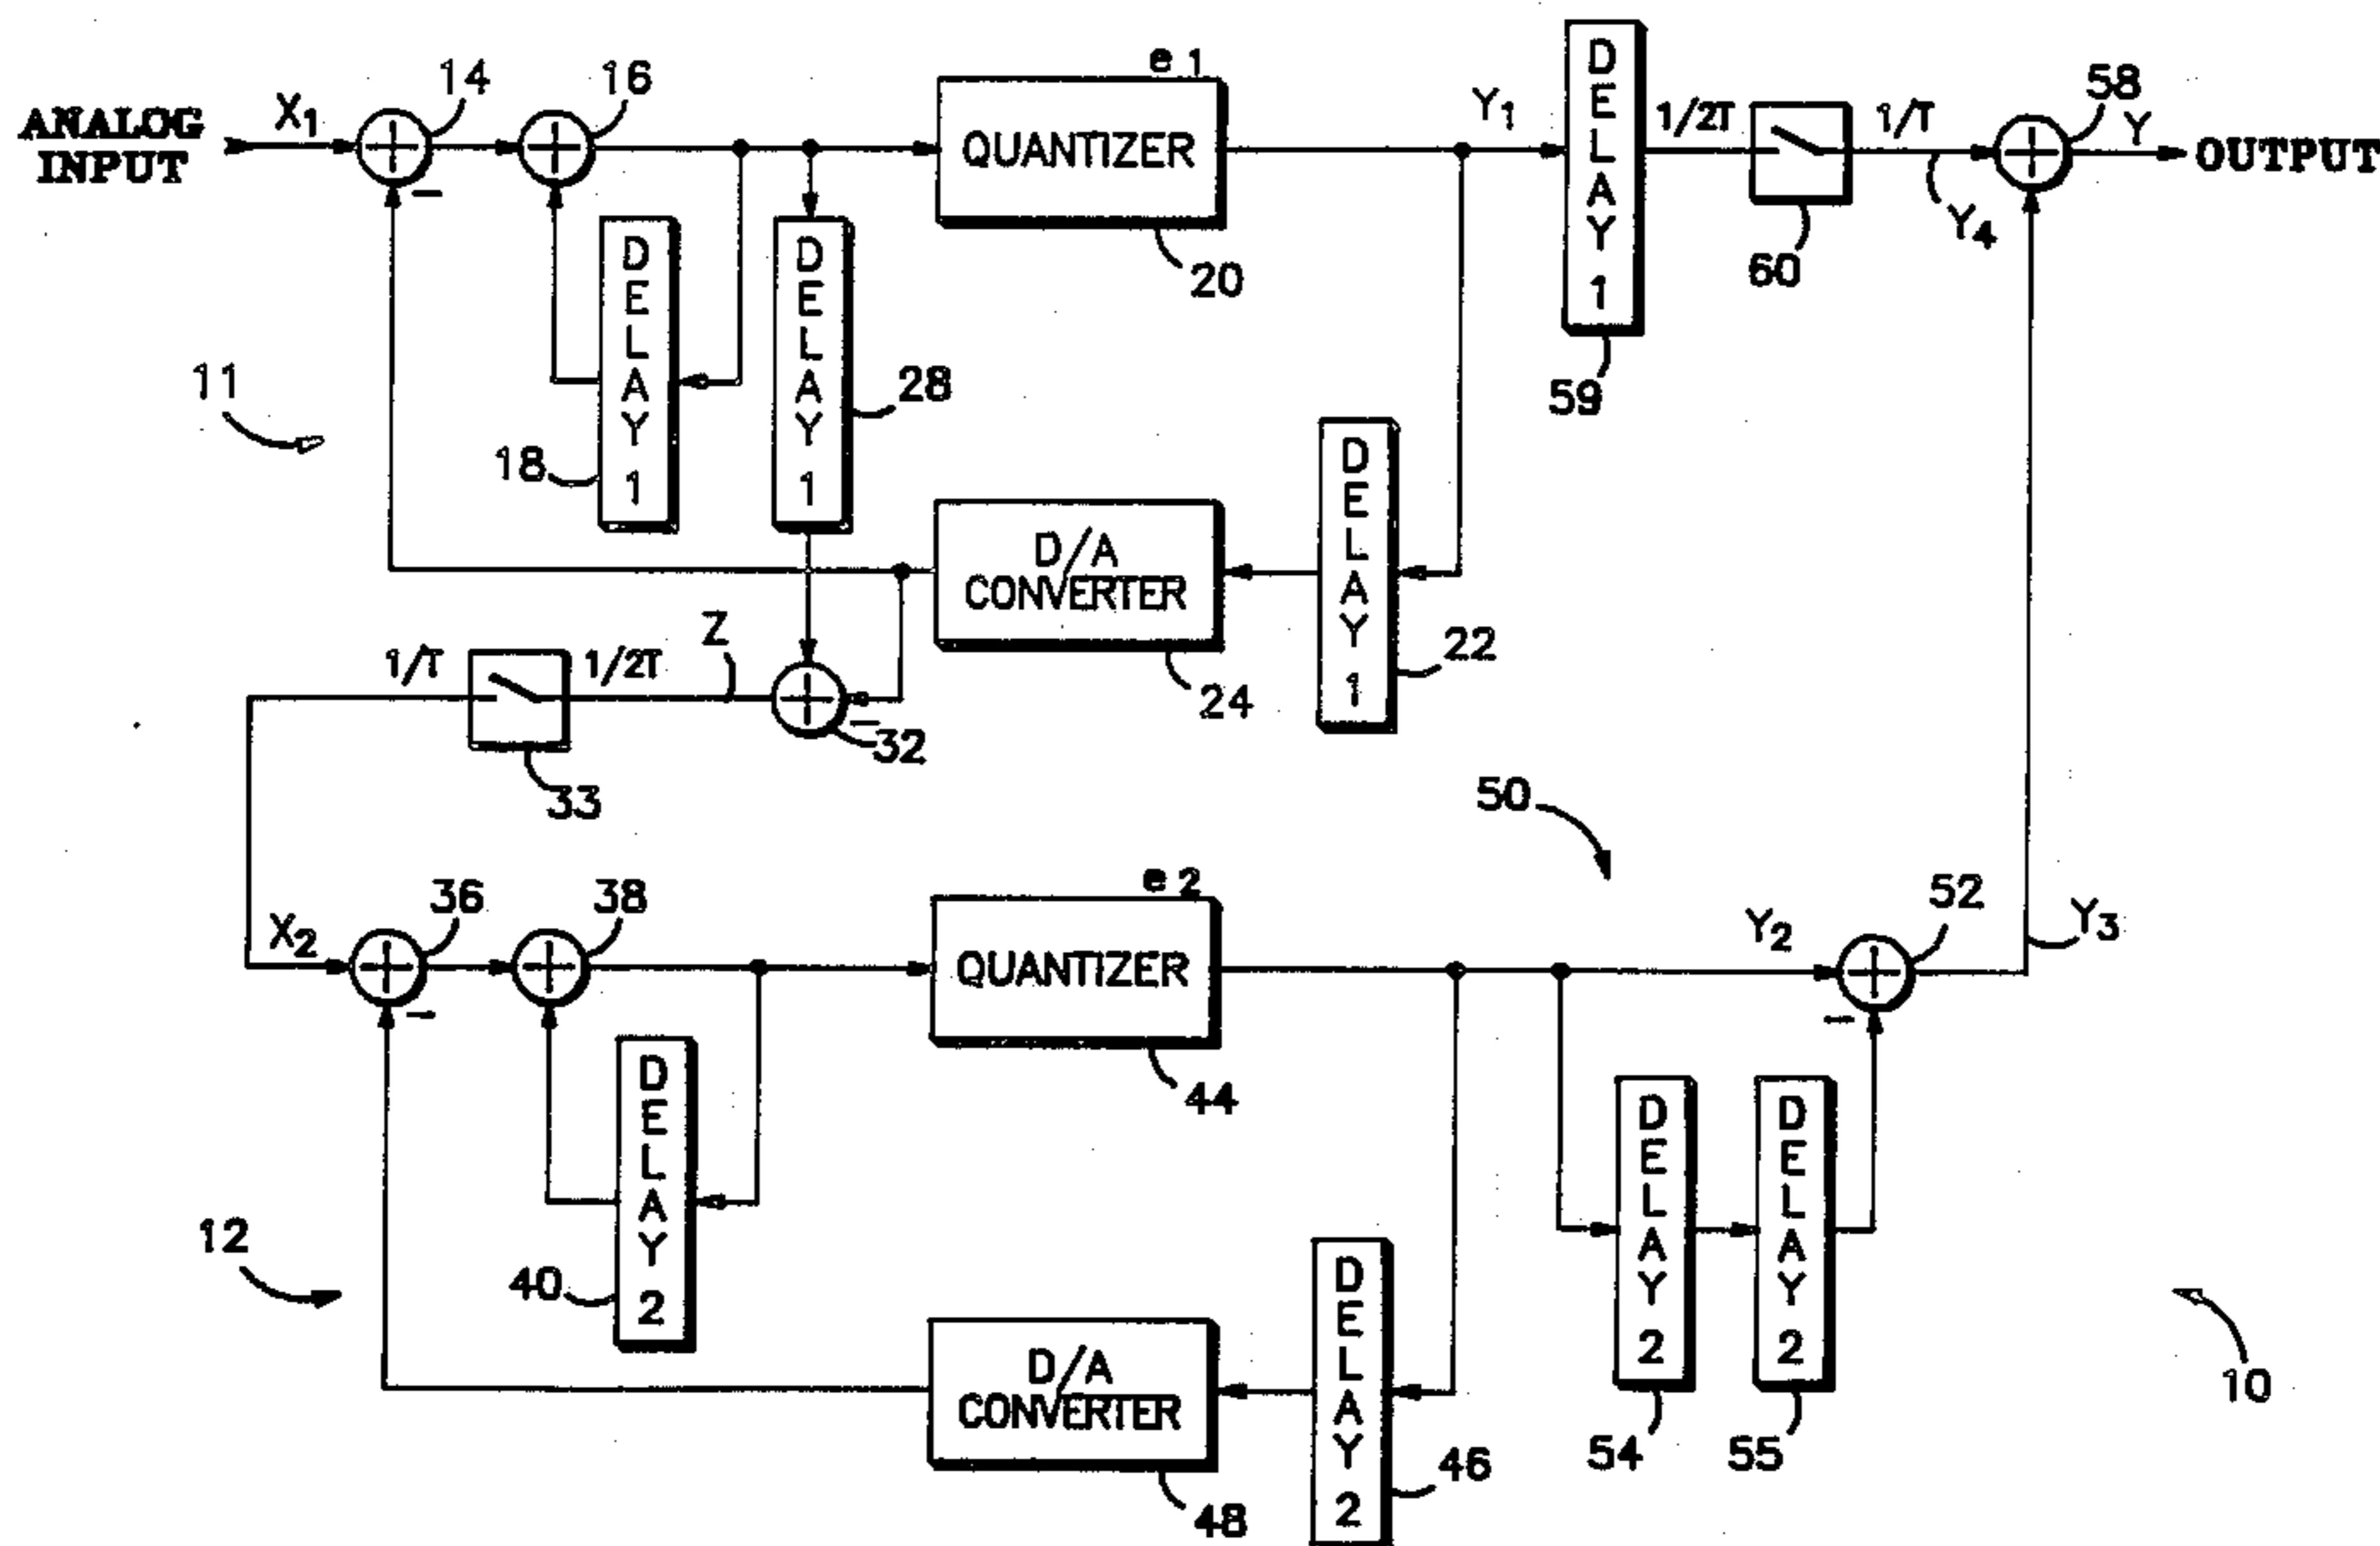 ANALOG
INPUT
X1
14
16
e 1
QUANTIZER
20
Y1
DELAY 1
59
1/2T
60
1/T
Y4
58
Y
OUTPUT
11
18
DELAY 1
DELAY 1
28
D/A
CONVERTER
24
DELAY 1
22
1/T
33
1/2T
Z
−
32
−
50
X2
36
38
−
e 2
QUANTIZER
44
Y2
52
−
Y3
12
40
DELAY 2
D/A
CONVERTER
48
DELAY 2
46
DELAY 2
54
DELAY 2
55
10